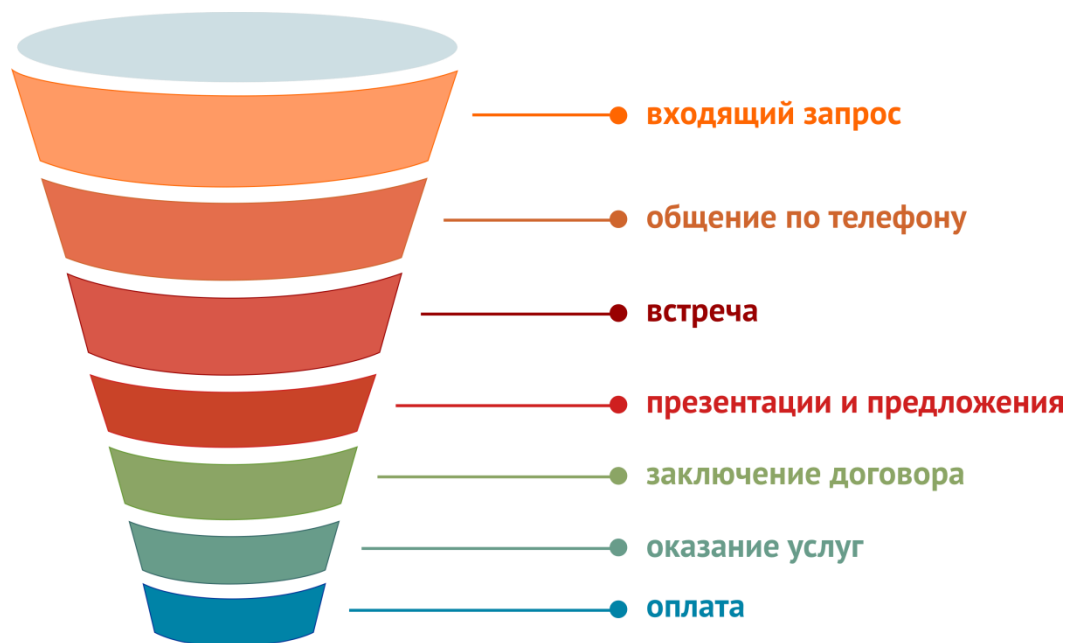 входящий запрос
общение по телефону
встреча
презентации и предложения
заключение договора
оказание услуг
оплата